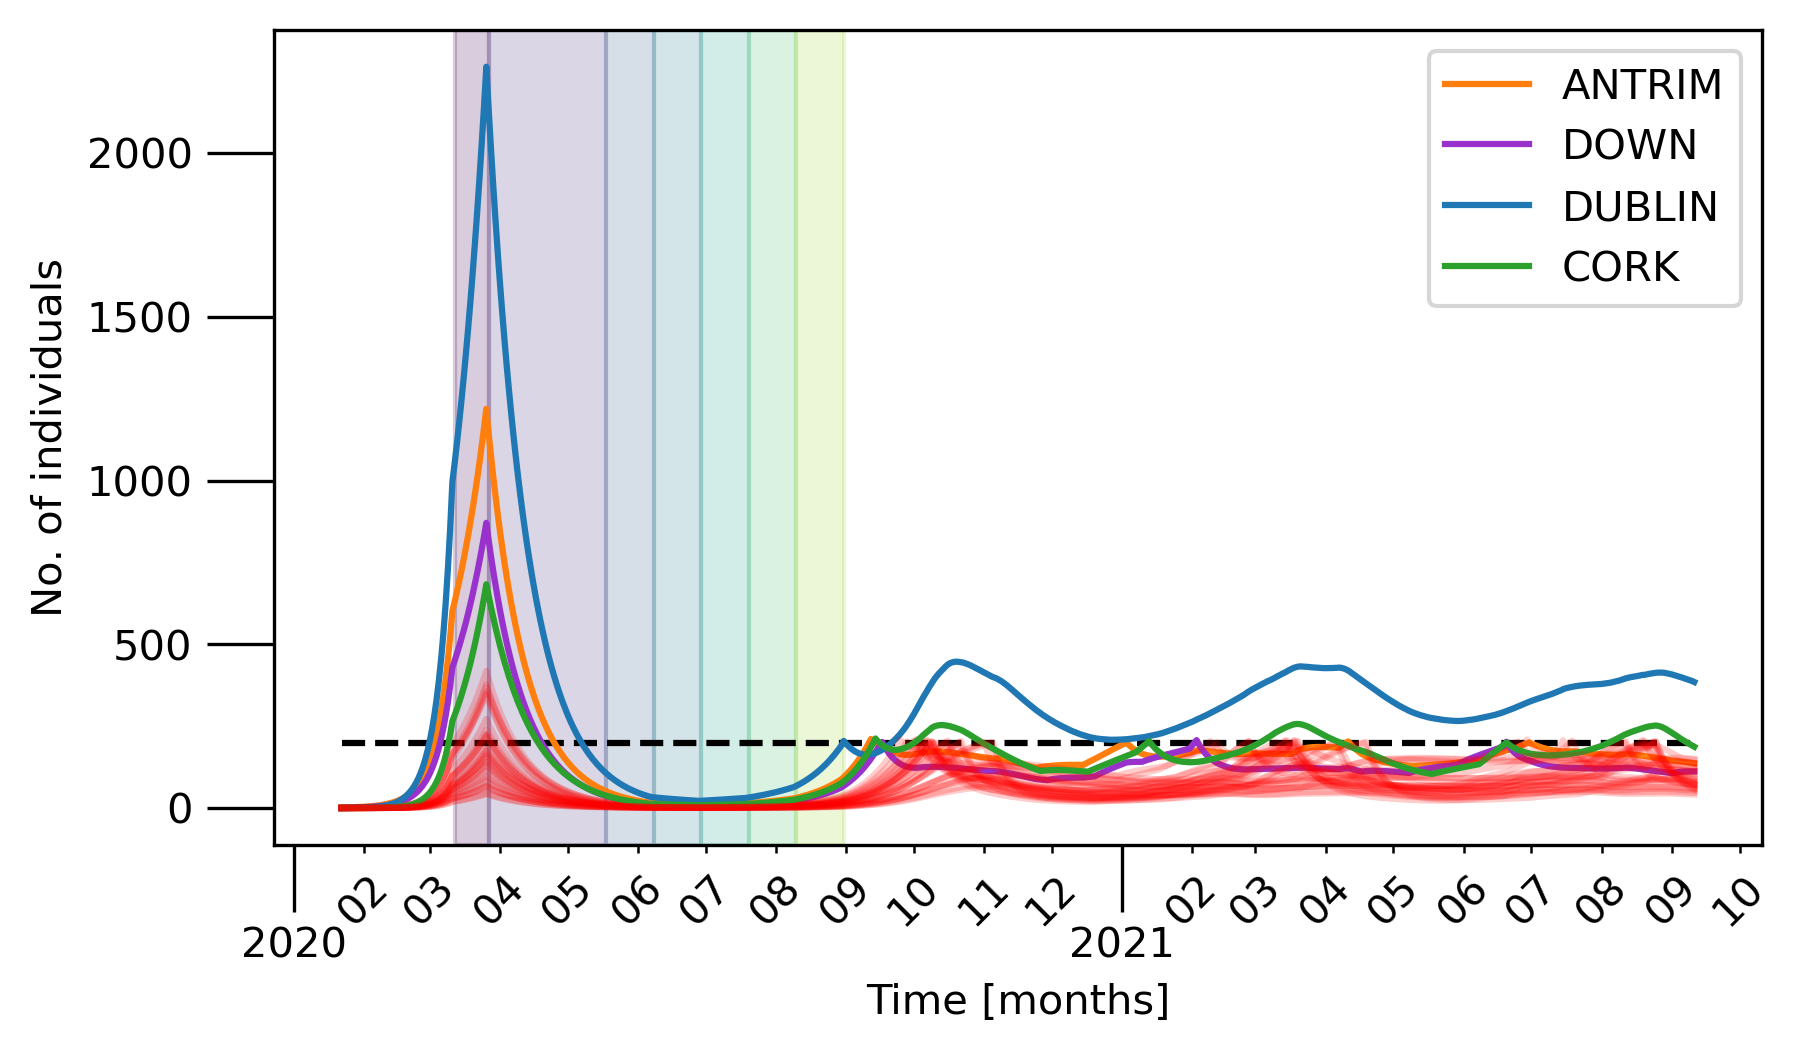 ANTRIM
DOWN
DUBLIN
CORK
No. of individuals
2000
1500
1000
500
0
02 03 04 05 06 07 08 09 10 11 12 02 03 04 05 06 07 08 09 10
2020 2021
Time [months]